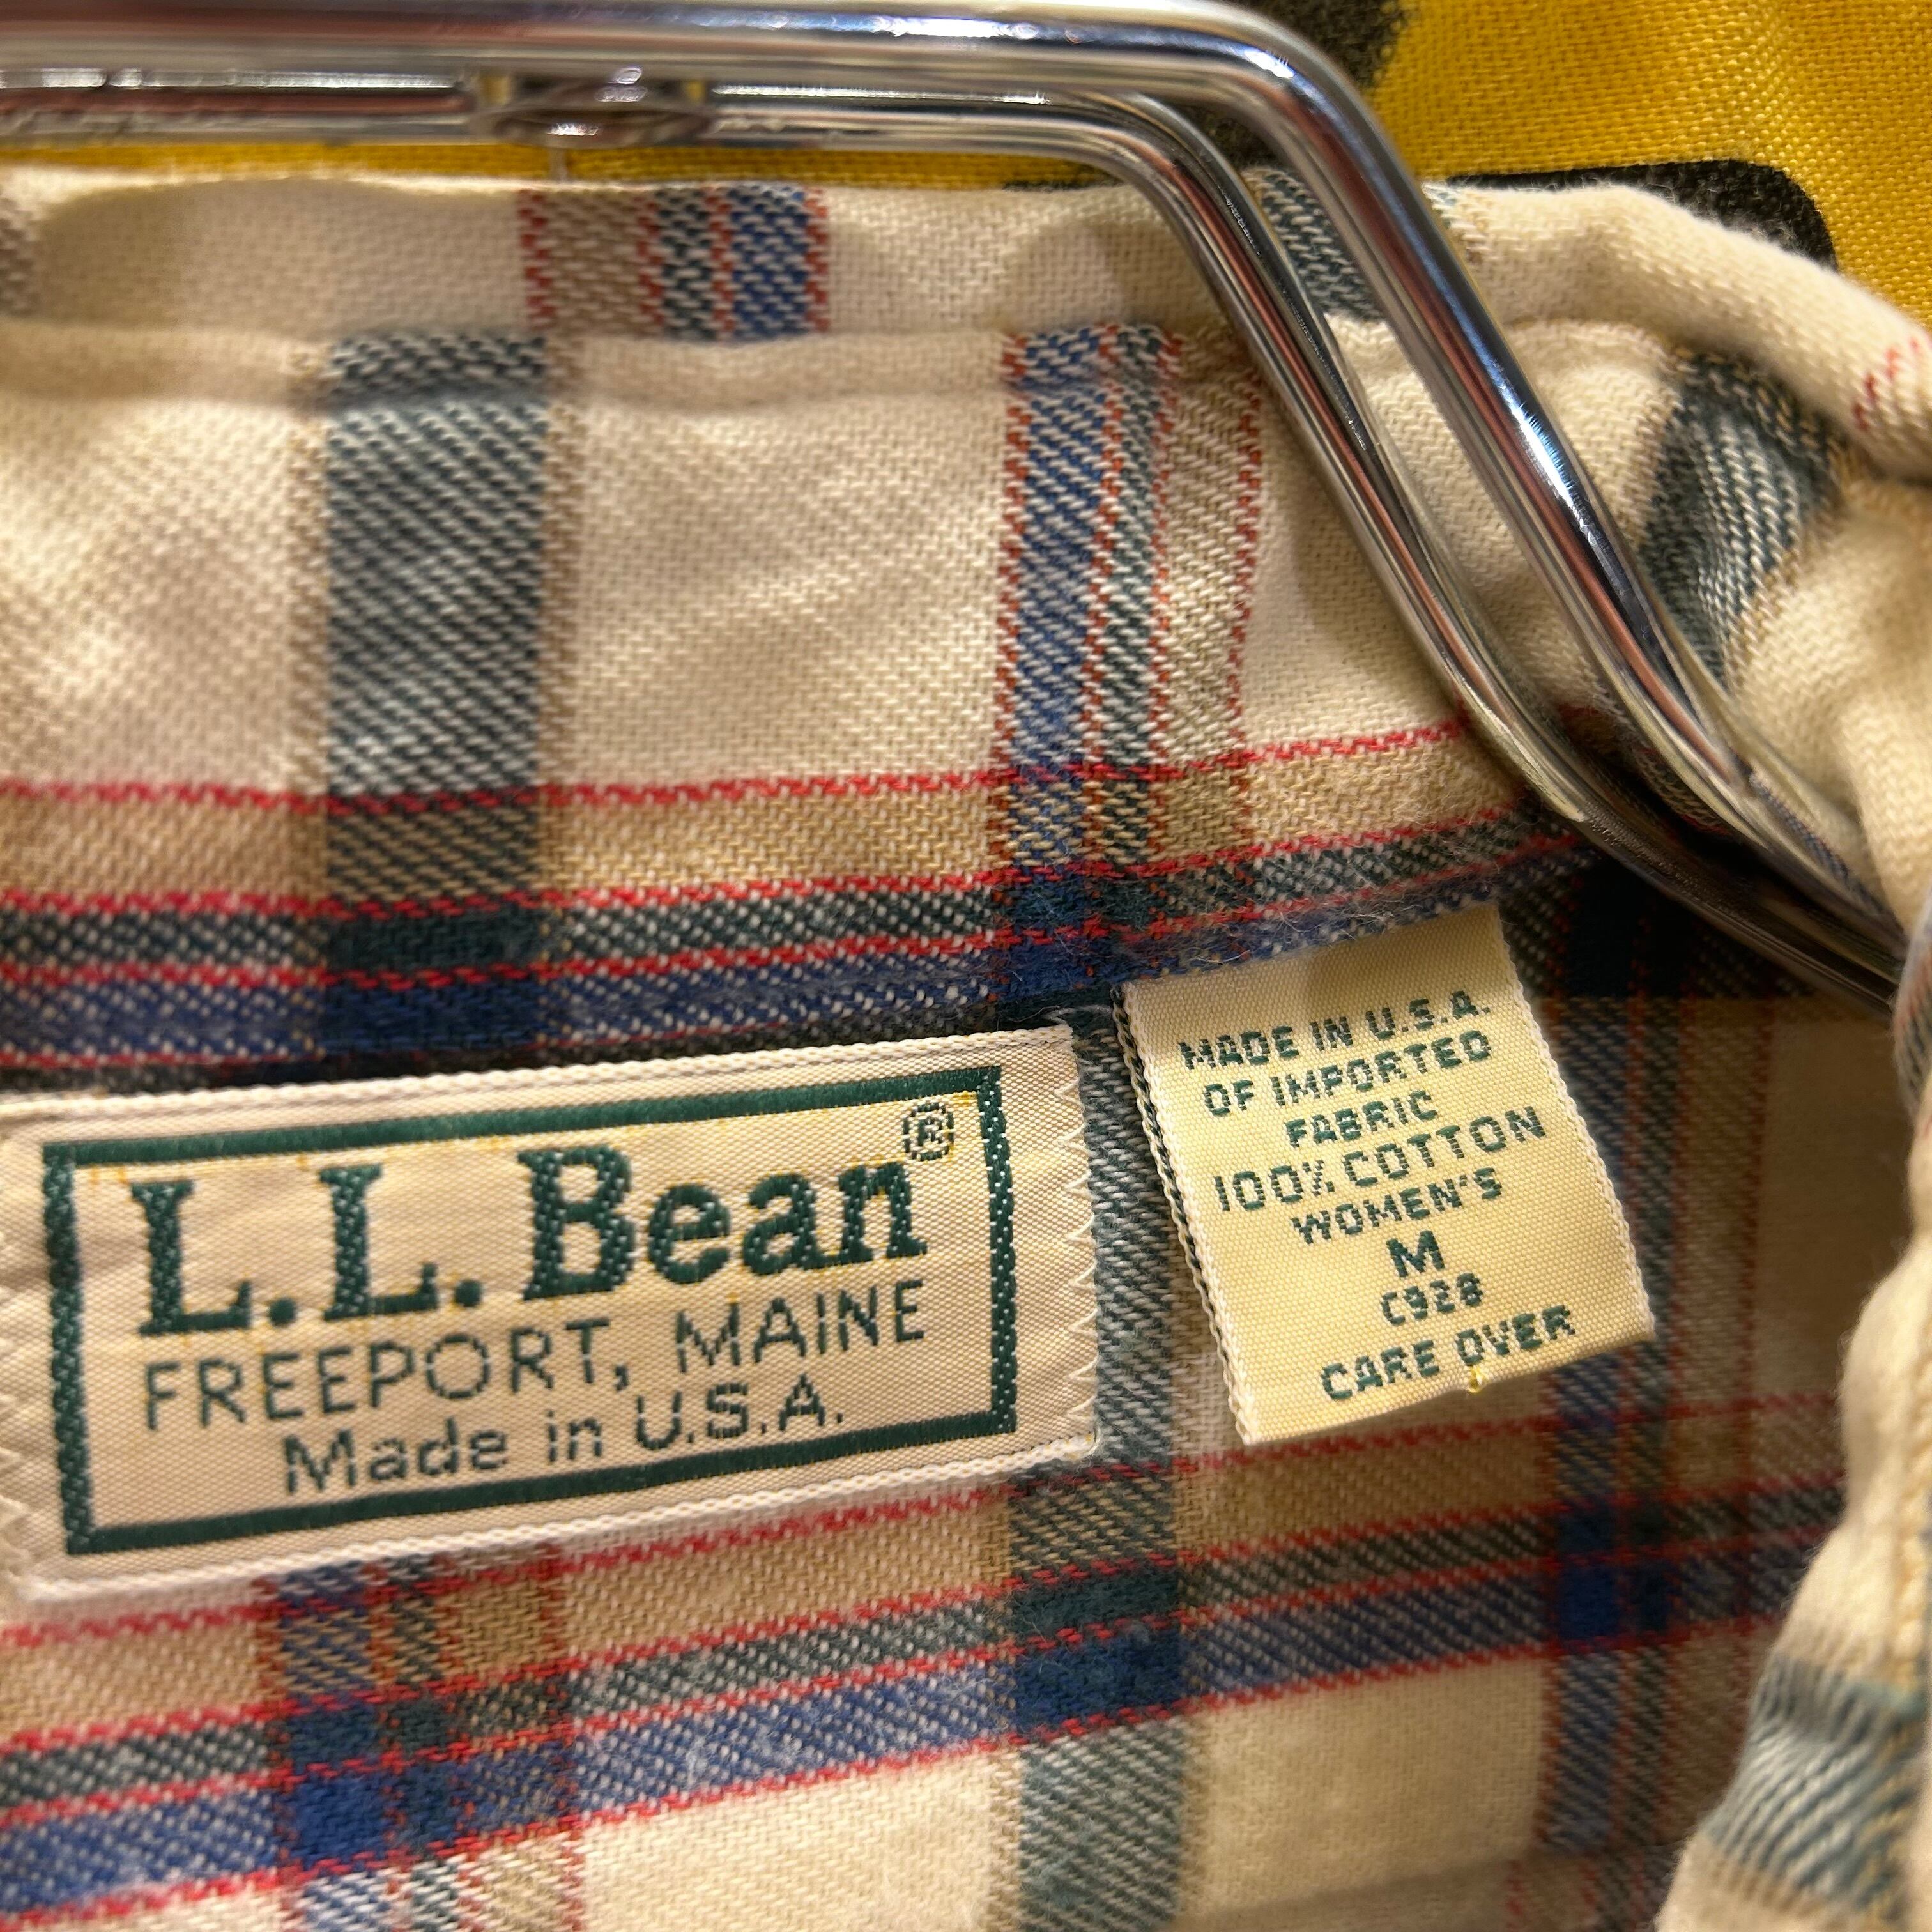 L.L.Bean®
FREEPORT, MAINE
Made in U.S.A.
MADE IN U.S.A.
OF IMPORTED
FABRIC
100% COTTON
WOMEN'S
M
C928
CARE OVER